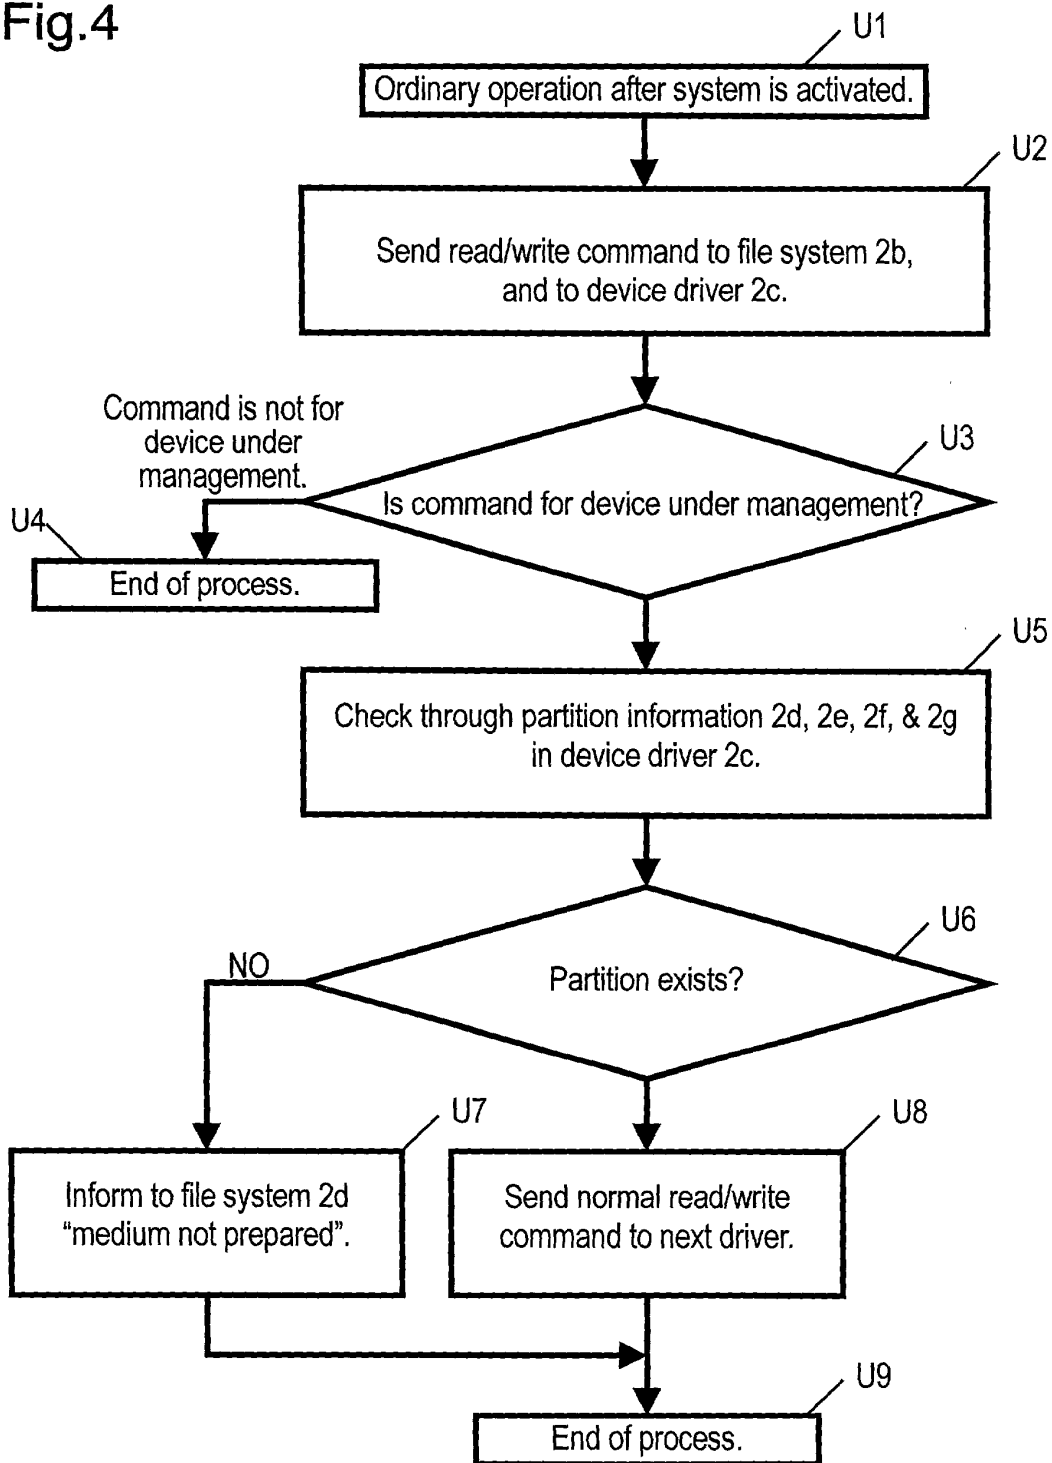 Fig.4
U1
Ordinary operation after system is activated.
U2
Send read/write command to file system 2b,
and to device driver 2c.
Command is not for
device under
management.
U3
Is command for device under management?
U4
End of process.
U5
Check through partition information 2d, 2e, 2f, & 2g
in device driver 2c.
U6
NO
Partition exists?
U7
U8
Inform to file system 2d
“medium not prepared”.
Send normal read/write
command to next driver.
U9
End of process.